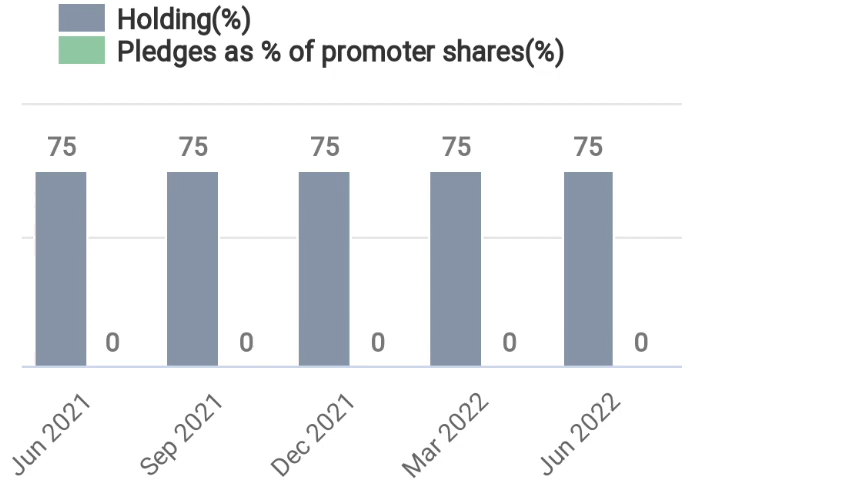 Holding(%)
Pledges as % of promoter shares(%)
75 75 75 75 75
0 0 0 0 0
Jun 2021 Sep 2021 Dec 2021 Mar 2022 Jun 2022